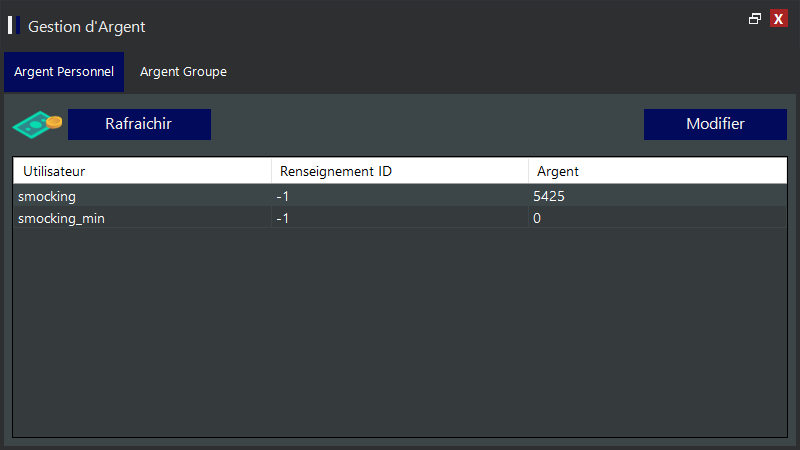 Gestion d'Argent
X
Argent Personnel Argent Groupe
Rafraichir Modifier
Utilisateur Renseignement ID Argent
smocking -1 5425
smocking_min -1 0